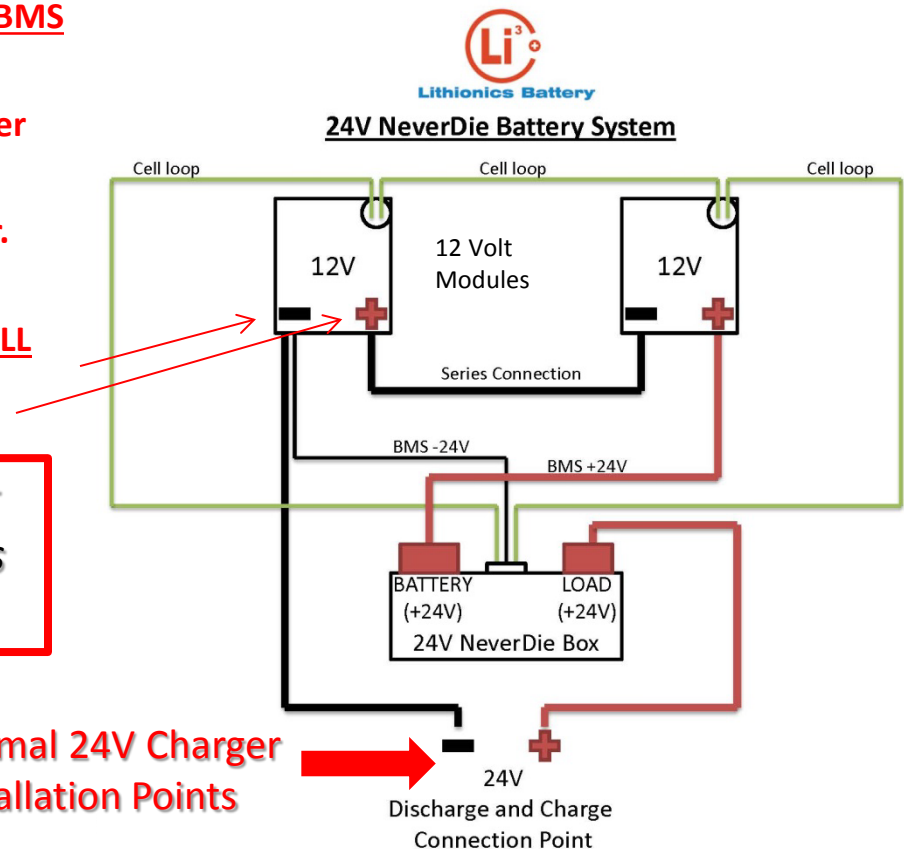 BMS
er
r.
LL
S
mal 24V Charger
allation Points
Li3+
Lithionics Battery
24V NeverDie Battery System
Cell loop
Cell loop
Cell loop
12V
12 Volt
Modules
12V
Series Connection
BMS -24V
BMS +24V
BATTERY
(+24V)
LOAD
(+24V)
24V NeverDie Box
24V
Discharge and Charge
Connection Point